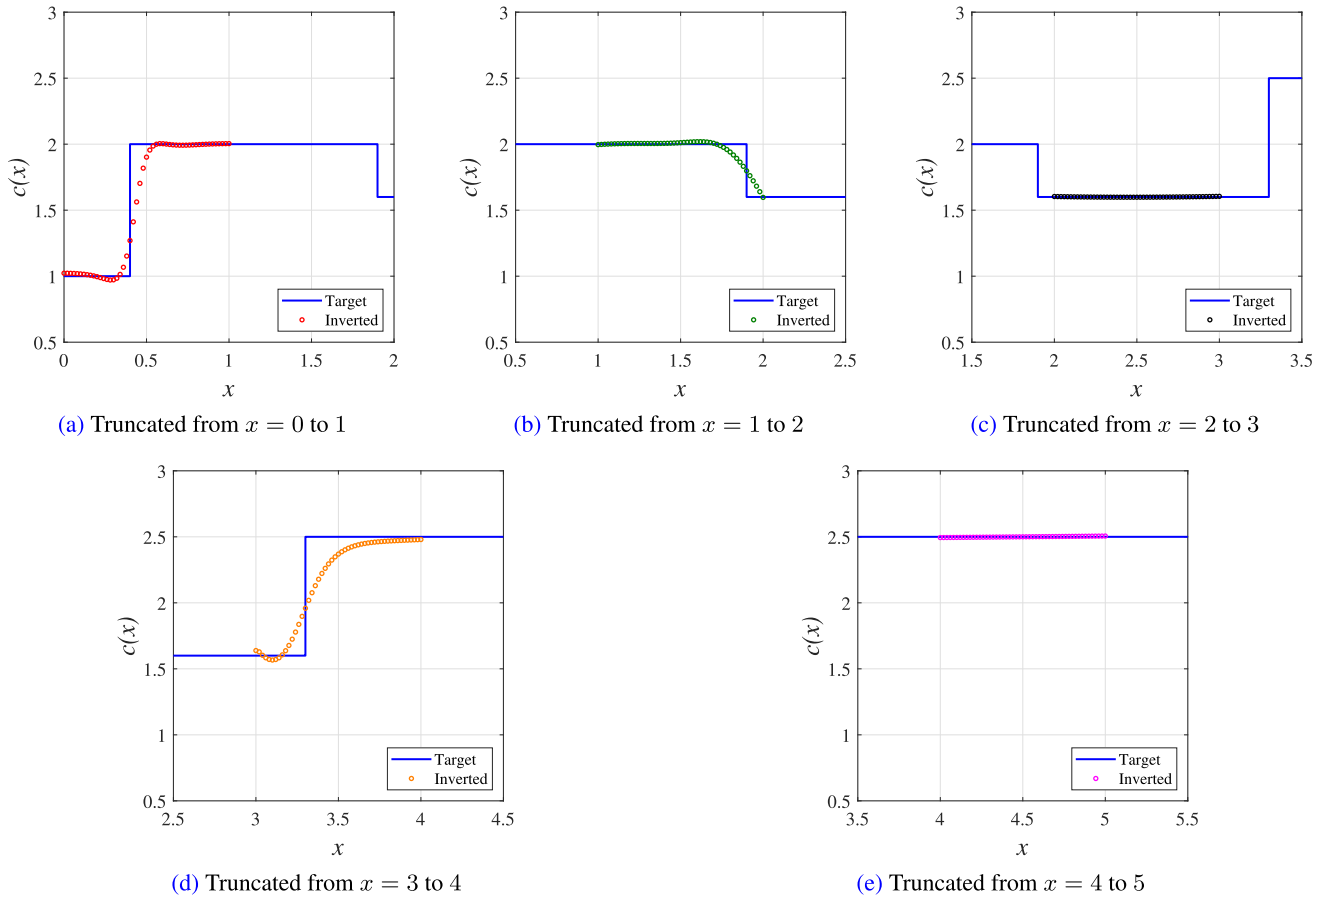 3
2.5
2
1.5
1
0.5
c(x)
Target
Inverted
0 0.5 1 1.5 2
x
(a) Truncated from x = 0 to 1
3
2.5
2
1.5
1
0.5
c(x)
Target
Inverted
0.5 1 1.5 2 2.5
x
(b) Truncated from x = 1 to 2
3
2.5
2
1.5
1
0.5
c(x)
Target
Inverted
1.5 2 2.5 3 3.5
x
(c) Truncated from x = 2 to 3
3
2.5
2
1.5
1
0.5
c(x)
Target
Inverted
2.5 3 3.5 4 4.5
x
(d) Truncated from x = 3 to 4
3
2.5
2
1.5
1
0.5
c(x)
Target
Inverted
3.5 4 4.5 5 5.5
x
(e) Truncated from x = 4 to 5